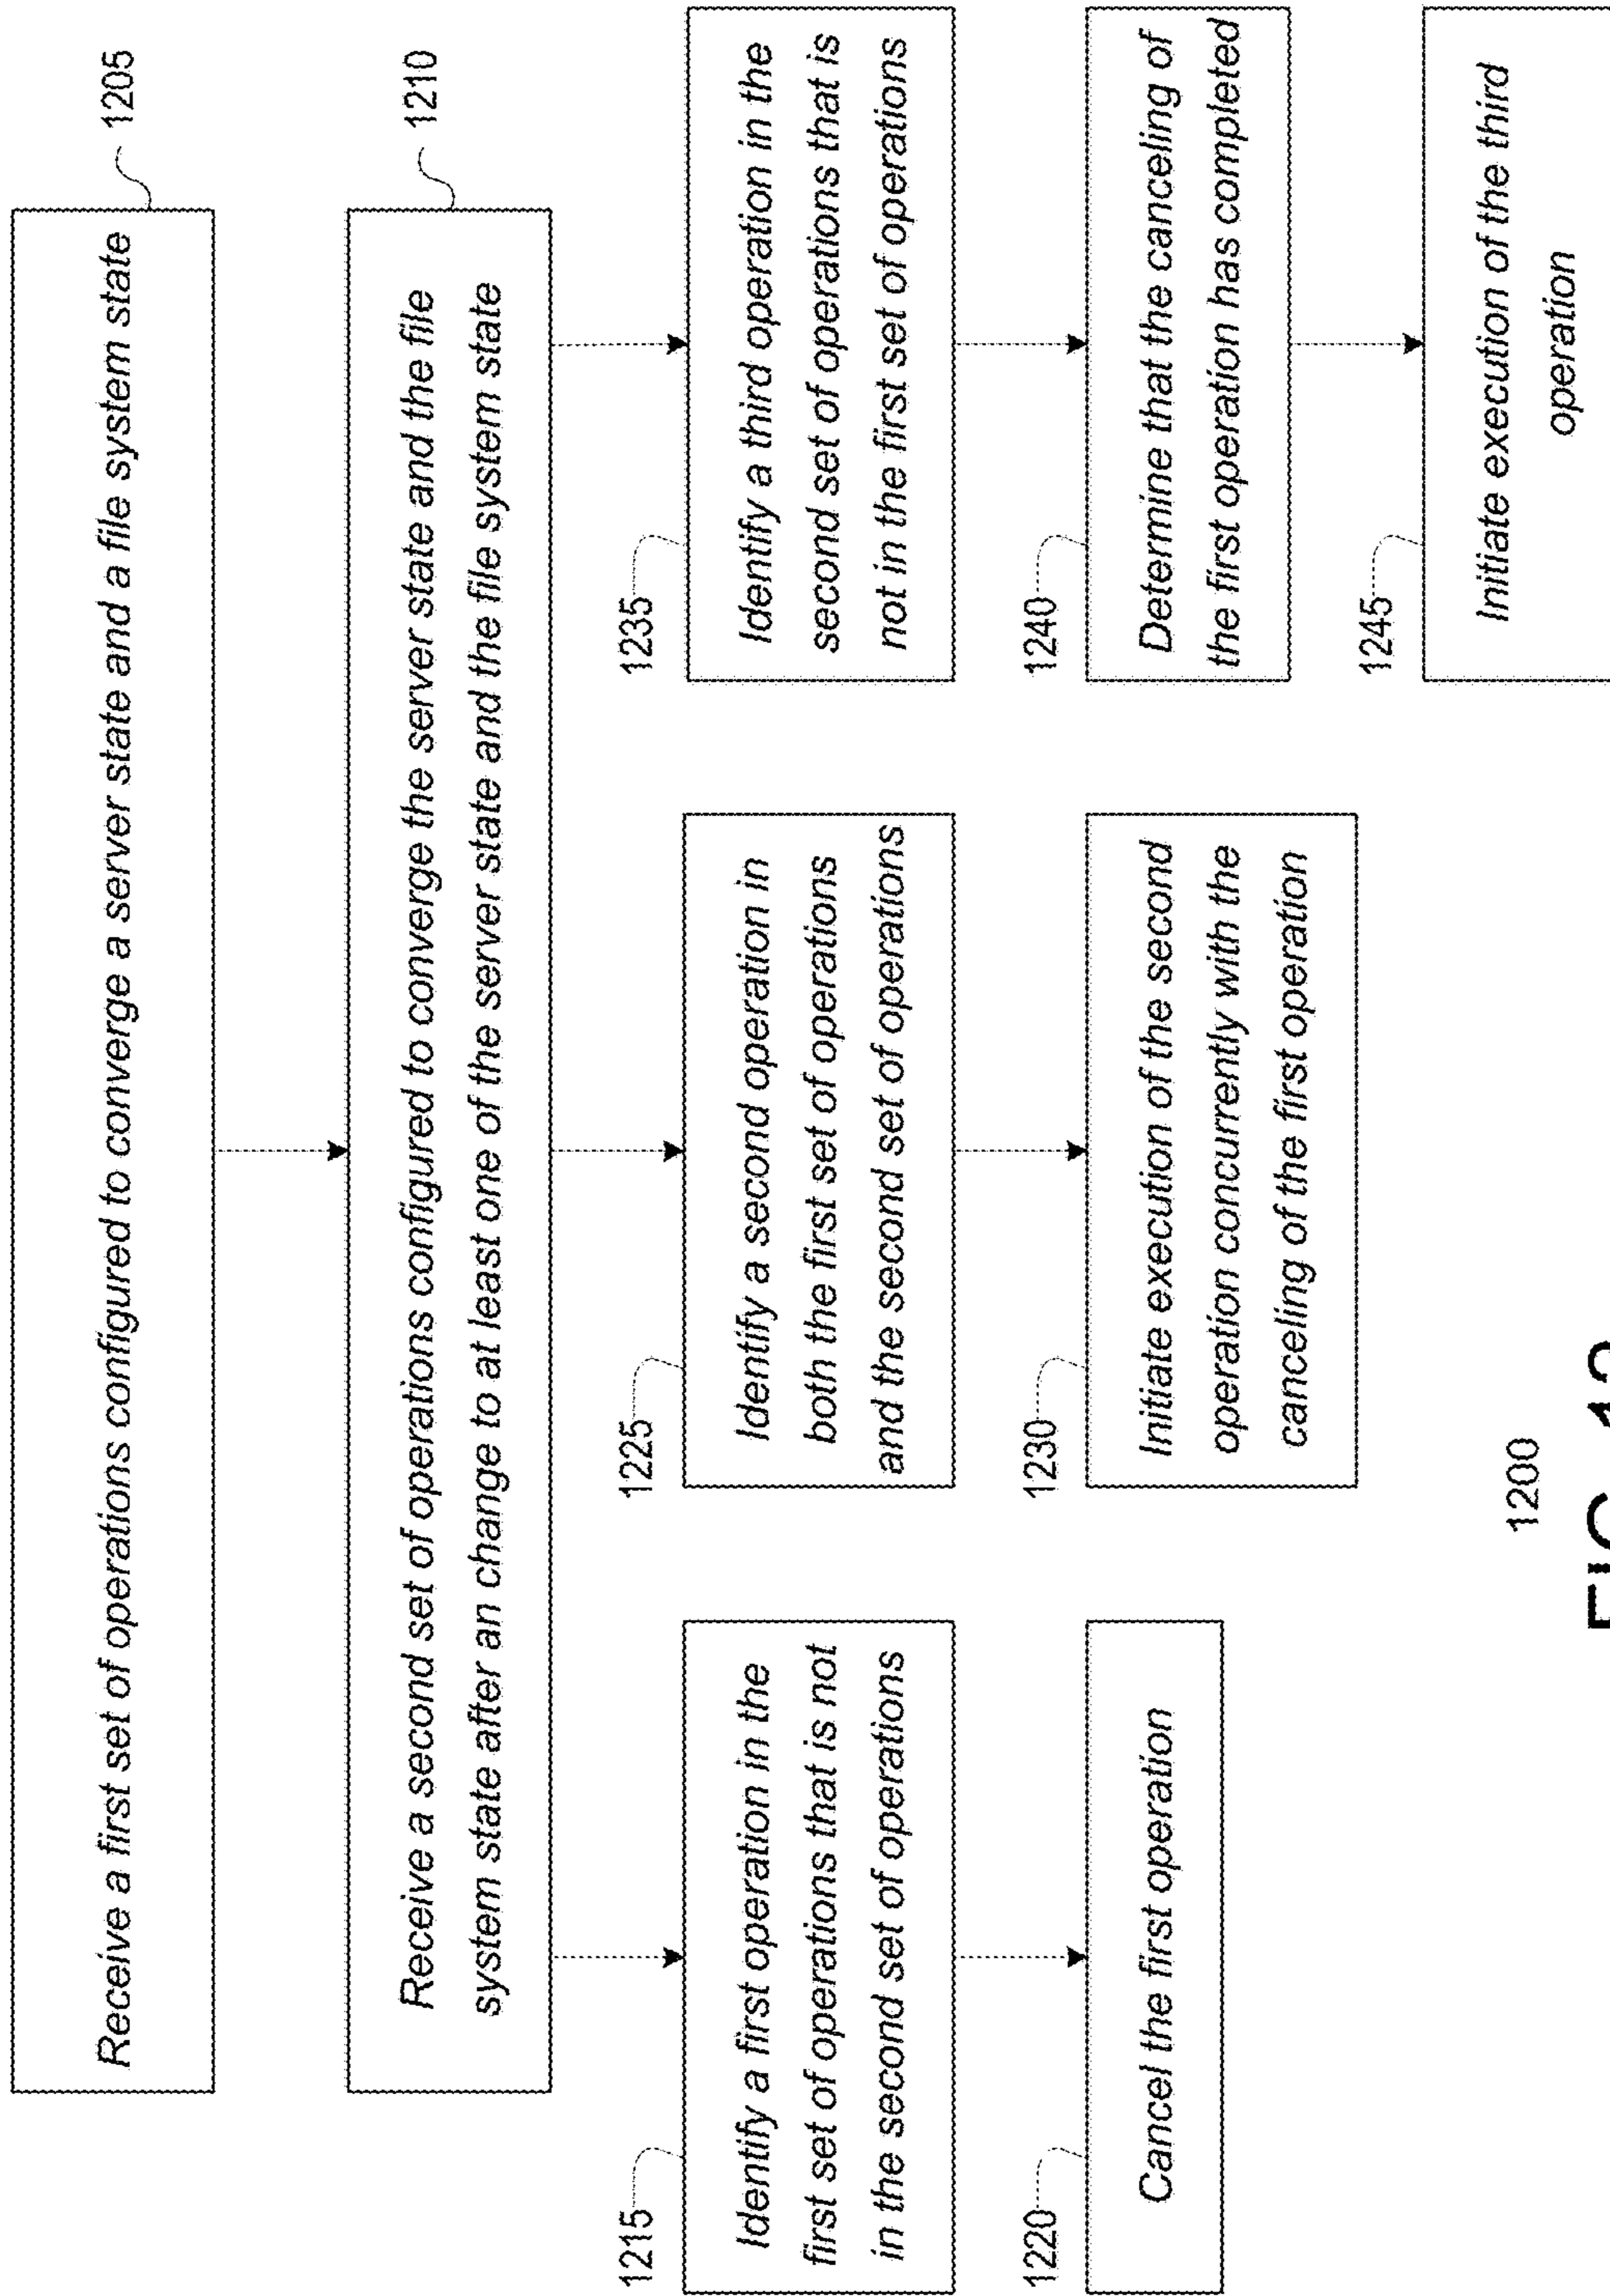 Receive a first set of operations configured to converge a server state and a file system state
1205
Receive a second set of operations configured to converge the server state and the file
system state after an change to at least one of the server state and the file system state
1210
1215
Identify a first operation in the
first set of operations that is not
in the second set of operations
1220
Cancel the first operation
1225
Identify a second operation in
both the first set of operations
and the second set of operations
1230
Initiate execution of the second
operation concurrently with the
canceling of the first operation
1235
Identify a third operation in the
second set of operations that is
not in the first set of operations
1240
Determine that the canceling of
the first operation has completed
1245
Initiate execution of the third
operation
1200
FIG.